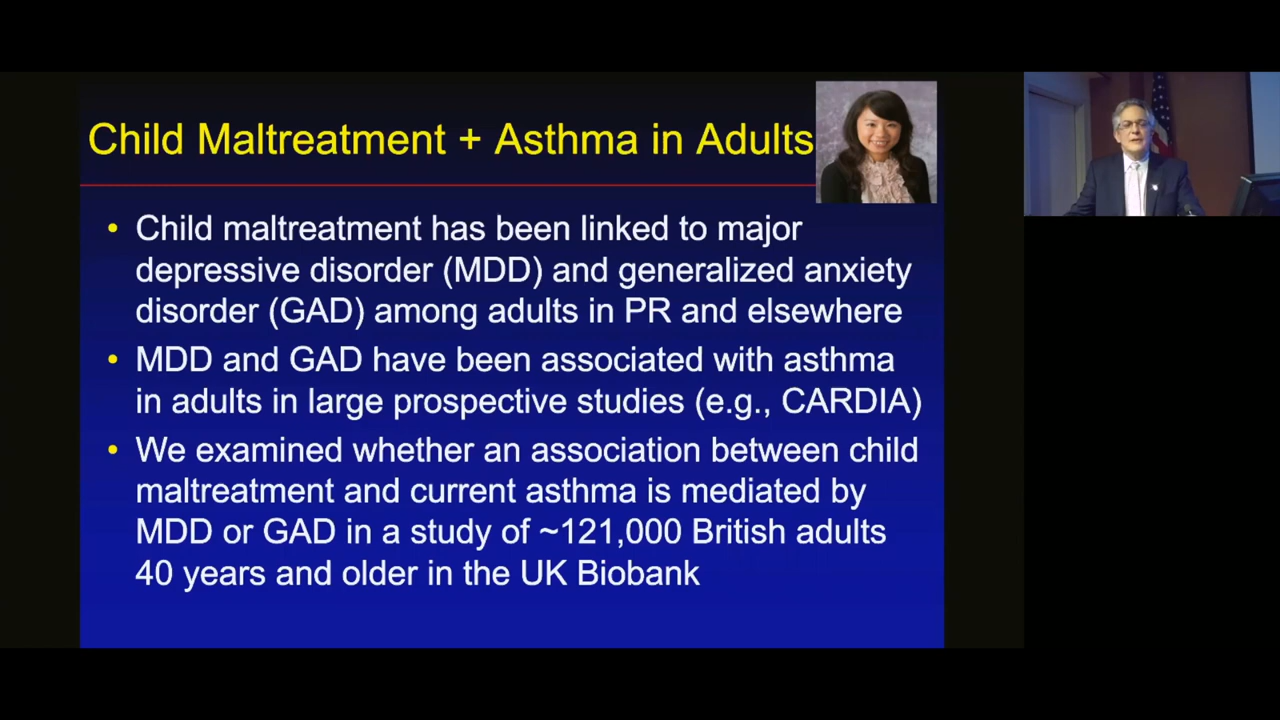 Child Maltreatment + Asthma in Adults
• Child maltreatment has been linked to major
depressive disorder (MDD) and generalized anxiety
disorder (GAD) among adults in PR and elsewhere
• MDD and GAD have been associated with asthma
in adults in large prospective studies (e.g., CARDIA)
• We examined whether an association between child
maltreatment and current asthma is mediated by
MDD or GAD in a study of ~121,000 British adults
40 years and older in the UK Biobank